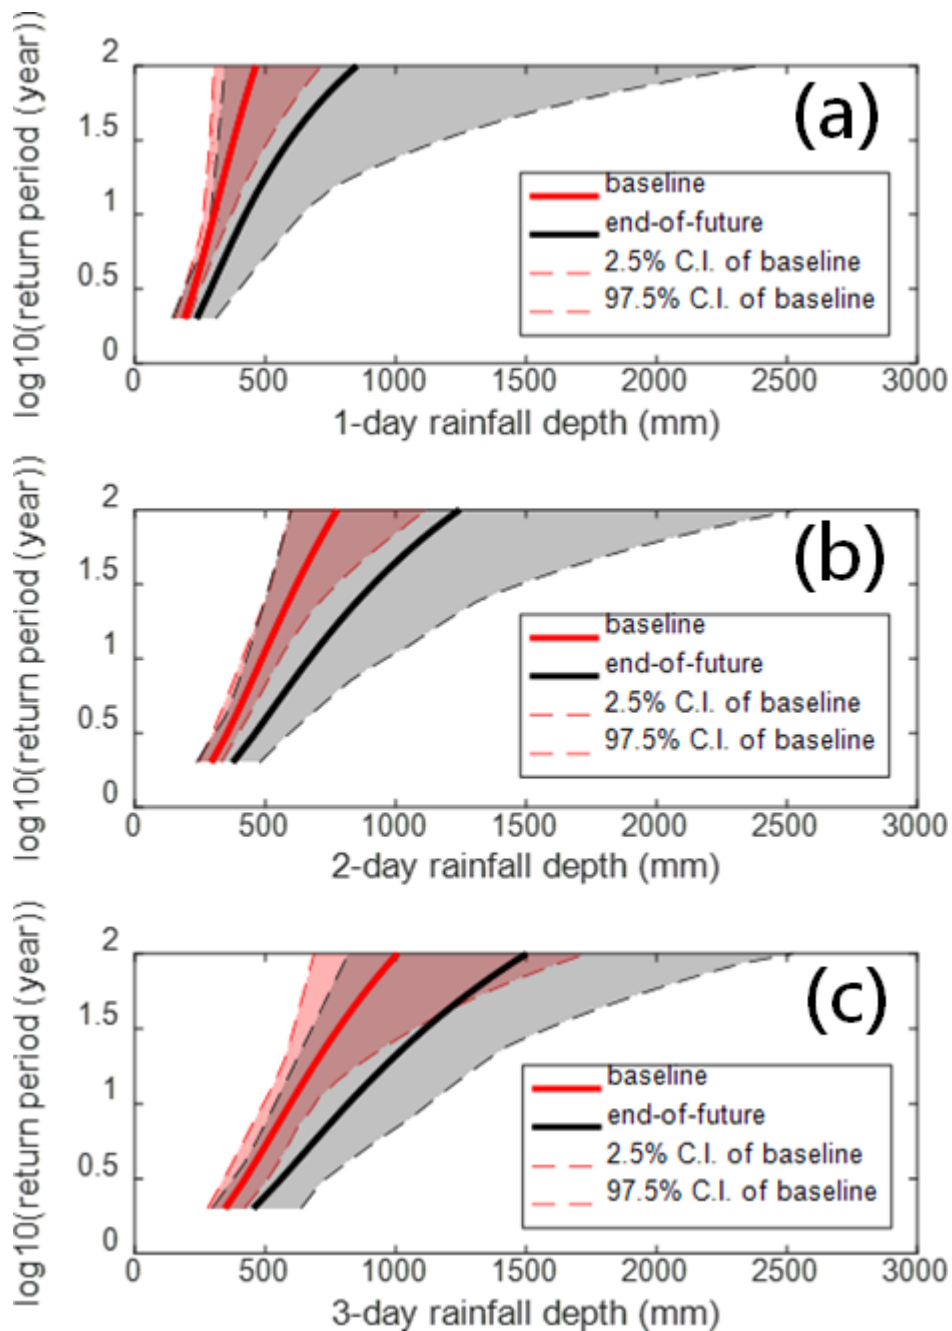 (a)
log10(return period (year))
2
1.5
1
0.5
0
baseline
end-of-future
2.5% C.I. of baseline
97.5% C.I. of baseline
0 500 1000 1500 2000 2500 3000
1-day rainfall depth (mm)
(b)
log10(return period (year))
2
1.5
1
0.5
0
baseline
end-of-future
2.5% C.I. of baseline
97.5% C.I. of baseline
0 500 1000 1500 2000 2500 3000
2-day rainfall depth (mm)
(c)
log10(return period (year))
2
1.5
1
0.5
0
baseline
end-of-future
2.5% C.I. of baseline
97.5% C.I. of baseline
0 500 1000 1500 2000 2500 3000
3-day rainfall depth (mm)